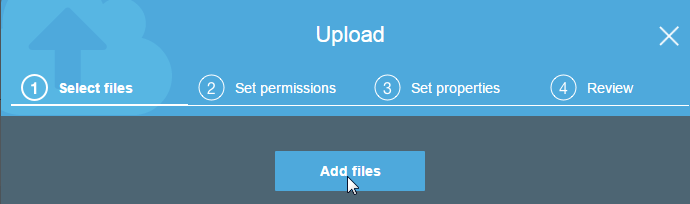 Upload
1 Select files 2 Set permissions 3 Set properties 4 Review
Add files